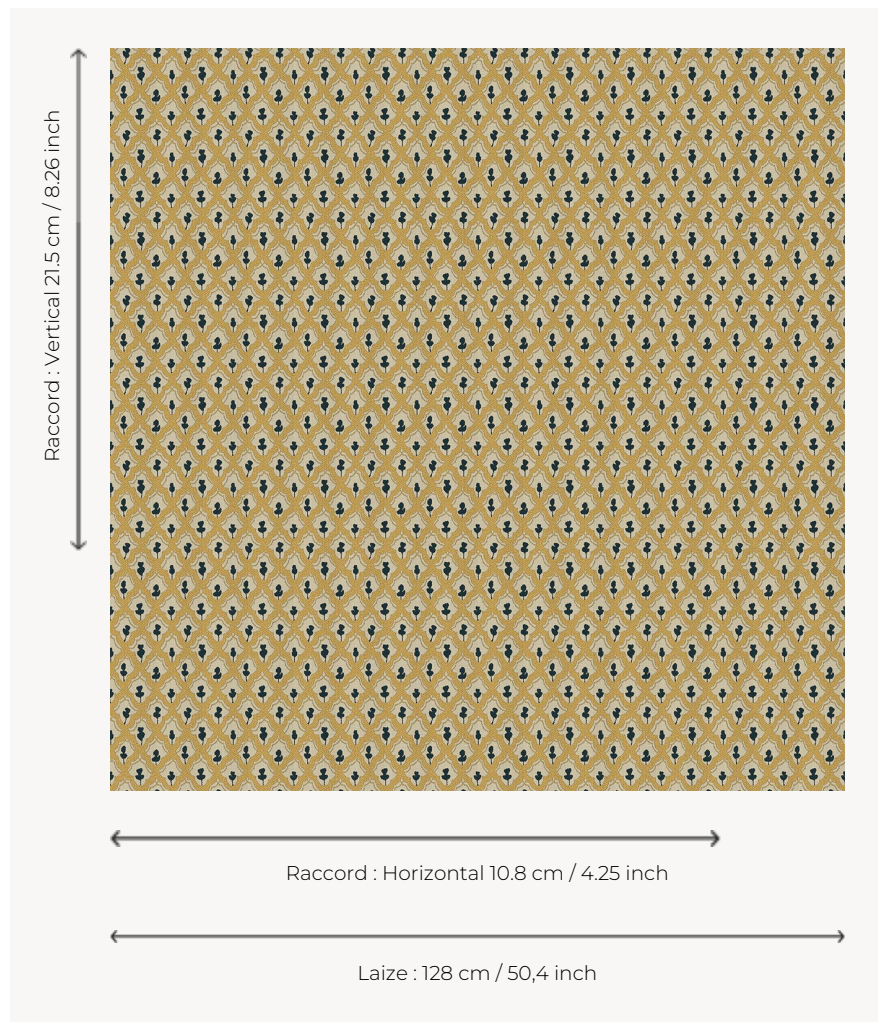 Raccord : Vertical 21.5 cm / 8.26 inch
Raccord : Horizontal 10.8 cm / 4.25 inch
Laize : 128 cm / 50,4 inch